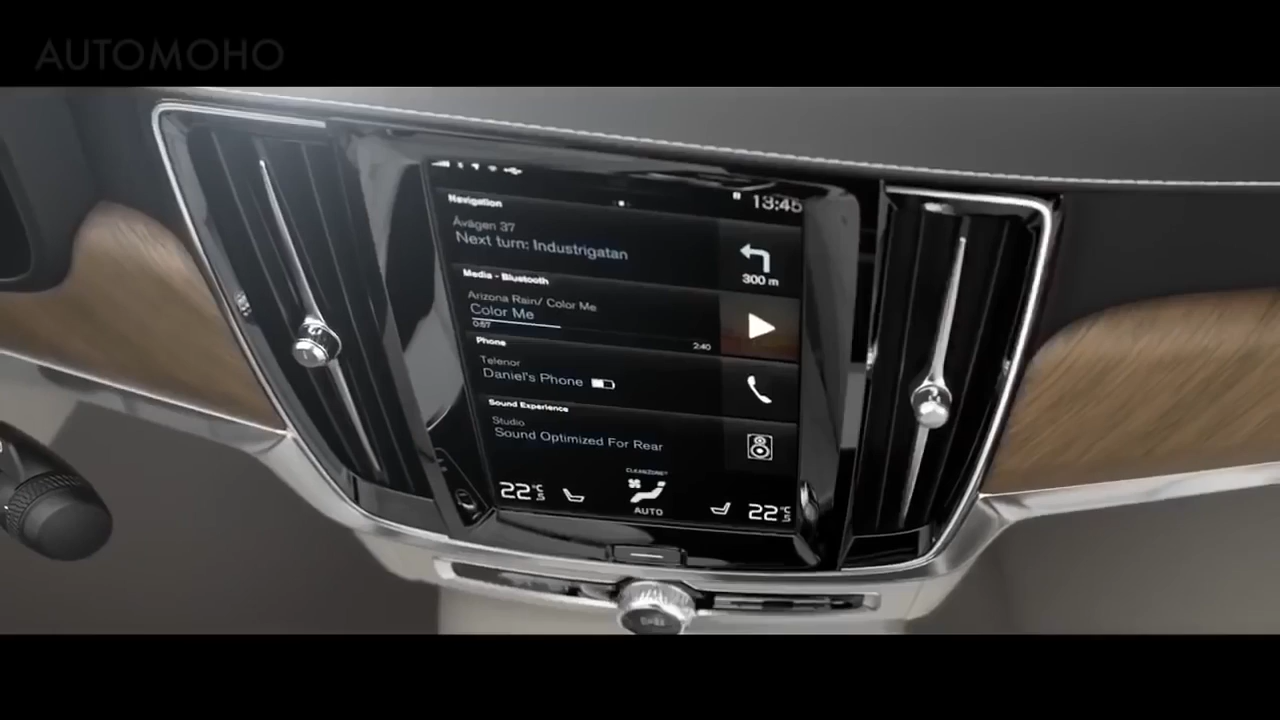 AUTOMOHO
13:45
Navigation
Åvägen 37
Next turn: Industrigatan
300 m
Media - Bluetooth
Arizona Rain/ Color Me
Color Me
0:57
2:40
Phone
Telenor
Daniel's Phone
Sound Experience
Studio
Sound Optimized For Rear
CLEANZONE
22°C
AUTO
22°C